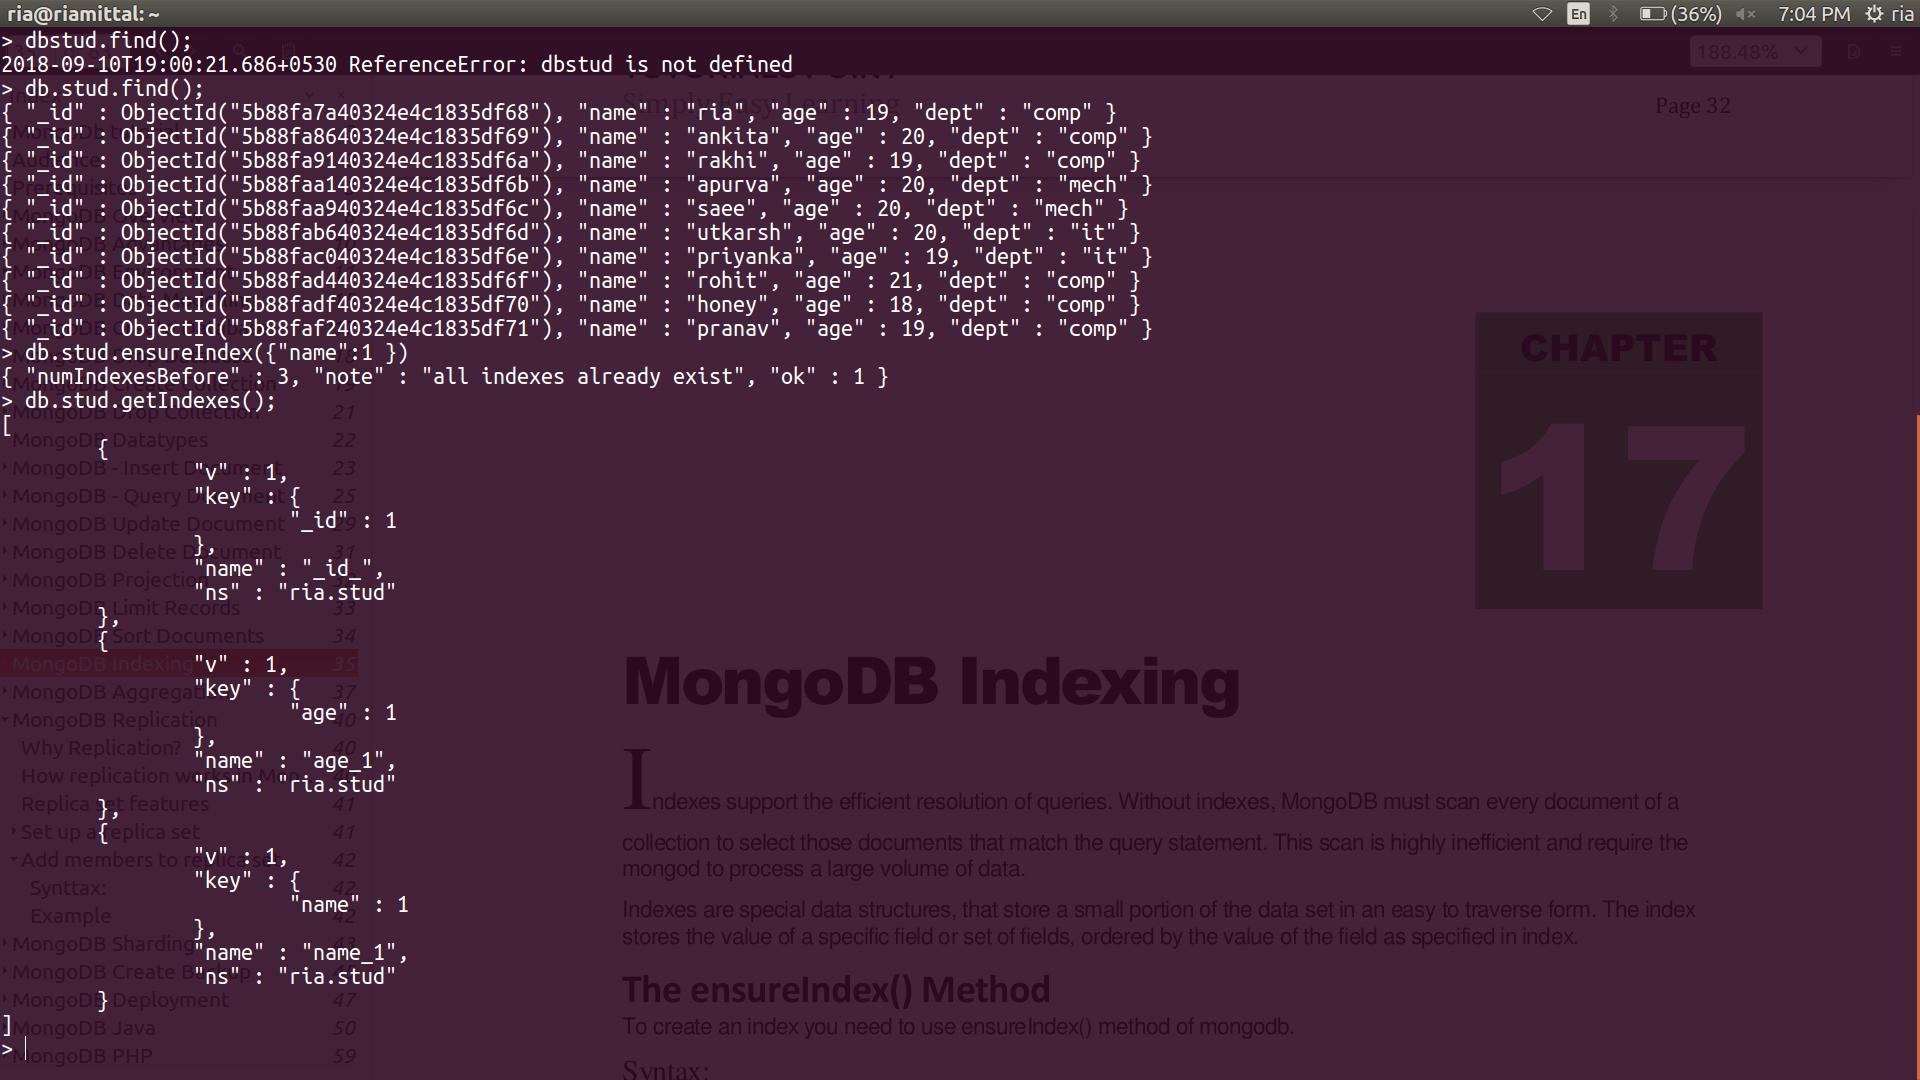 ria@riamittal: ~
En
(36%)
7:04 PM
ria
> dbstud.find();
2018-09-10T19:00:21.686+0530 ReferenceError: dbstud is not defined
> db.stud.find();
{ "_id" : ObjectId("5b88fa7a40324e4c1835df68"), "name" : "ria", "age" : 19, "dept" : "comp" }
{ "_id" : ObjectId("5b88fa8640324e4c1835df69"), "name" : "ankita", "age" : 20, "dept" : "comp" }
{ "_id" : ObjectId("5b88fa9140324e4c1835df6a"), "name" : "rakhi", "age" : 19, "dept" : "comp" }
{ "_id" : ObjectId("5b88faa140324e4c1835df6b"), "name" : "apurva", "age" : 20, "dept" : "mech" }
{ "_id" : ObjectId("5b88faa940324e4c1835df6c"), "name" : "saee", "age" : 20, "dept" : "mech" }
{ "_id" : ObjectId("5b88fab640324e4c1835df6d"), "name" : "utkarsh", "age" : 20, "dept" : "it" }
{ "_id" : ObjectId("5b88fac040324e4c1835df6e"), "name" : "priyanka", "age" : 19, "dept" : "it" }
{ "_id" : ObjectId("5b88fad440324e4c1835df6f"), "name" : "rohit", "age" : 21, "dept" : "comp" }
{ "_id" : ObjectId("5b88fadf40324e4c1835df70"), "name" : "honey", "age" : 18, "dept" : "comp" }
{ "_id" : ObjectId("5b88faf240324e4c1835df71"), "name" : "pranav", "age" : 19, "dept" : "comp" }
> db.stud.ensureIndex({"name":1 })
{ "numIndexesBefore" : 3, "note" : "all indexes already exist", "ok" : 1 }
> db.stud.getIndexes();
[
{
"v" : 1,
"key" : {
"_id" : 1
},
"name" : "_id_",
"ns" : "ria.stud"
},
{
"v" : 1,
"key" : {
"age" : 1
},
"name" : "age_1",
"ns" : "ria.stud"
},
{
"v" : 1,
"key" : {
"name" : 1
},
"name" : "name_1",
"ns" : "ria.stud"
}
]
>
188.48%
Simply Easy Learning
Page 32
MongoDB Drop Collection 21
MongoDB Datatypes 22
MongoDB - Insert Document 23
MongoDB - Query Document 25
MongoDB Update Document 29
MongoDB Delete Document 31
MongoDB Projection
MongoDB Limit Records 33
MongoDB Sort Documents 34
MongoDB Indexing 35
MongoDB Aggregat 37
MongoDB Replication 40
Why Replication? 40
How replication works in Mon
Replica set features 41
Set up a replica set 41
Add members to replica se 42
Synttax: 42
Example 42
MongoDB Sharding 43
MongoDB Create Backup
MongoDB Deployment 47
MongoDB Java 50
MongoDB PHP 59
CHAPTER
17
MongoDB Indexing
Indexes support the efficient resolution of queries. Without indexes, MongoDB must scan every document of a
collection to select those documents that match the query statement. This scan is highly inefficient and require the
mongod to process a large volume of data.
Indexes are special data structures, that store a small portion of the data set in an easy to traverse form. The index
stores the value of a specific field or set of fields, ordered by the value of the field as specified in index.
The ensureIndex() Method
To create an index you need to use ensureIndex() method of mongodb.
Syntax: